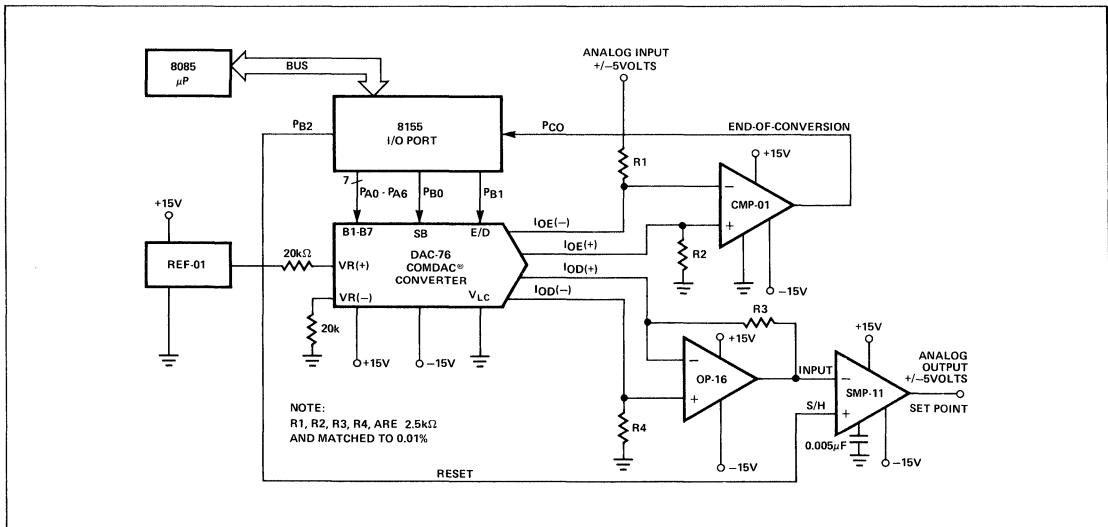 8085
μP
BUS
ANALOG INPUT
+/−5VOLTS
PB2
8155
I/O PORT
PCO
END-OF-CONVERSION
R1
+15V
7
PA0 - PA6
PB0
PB1
CMP-01
−
+
+15V
IOE(−)
B1-B7
SB
E/D
IOE(+)
REF-01
20kΩ
VR(+)
DAC-76
COMDAC®
CONVERTER
IOD(+)
R2
VR(−)
VLC
IOD(−)
−15V
R3
20k
+15V
−15V
+15V
+15V
ANALOG
OUTPUT
+/−5VOLTS
−
OP-16
+
INPUT
−
SMP-11
S/H
+
SET POINT
NOTE:
R1, R2, R3, R4, ARE 2.5kΩ
AND MATCHED TO 0.01%
R4
0.005μF
−15V
−15V
RESET